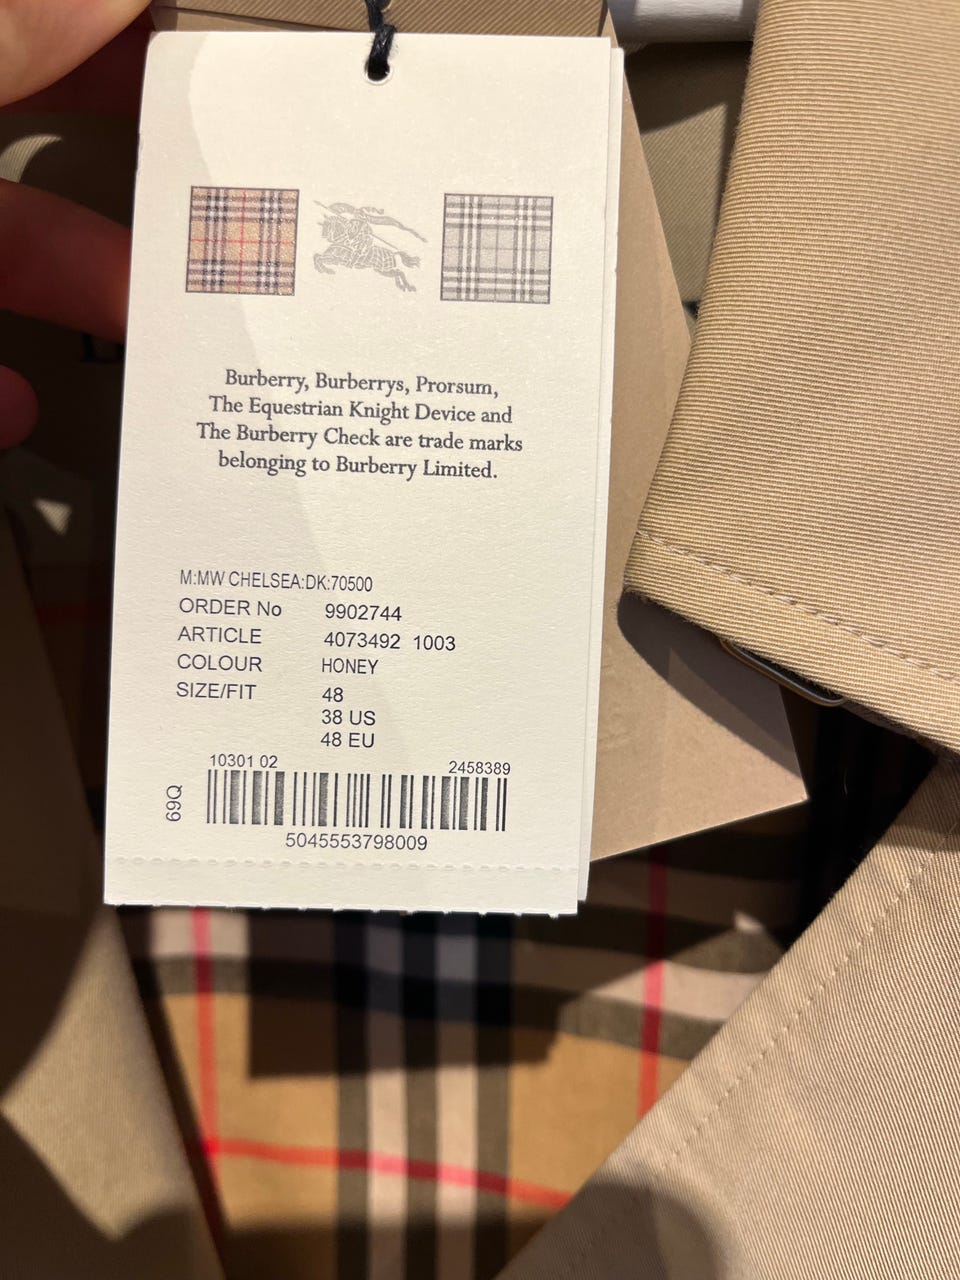 Burberry, Burberrys, Prorsum,
The Equestrian Knight Device and
The Burberry Check are trade marks
belonging to Burberry Limited.
M:MW CHELSEA:DK:70500
ORDER No 9902744
ARTICLE 4073492 1003
COLOUR HONEY
SIZE/FIT 48
38 US
48 EU
10301 02 2458389
69Q
5045553798009